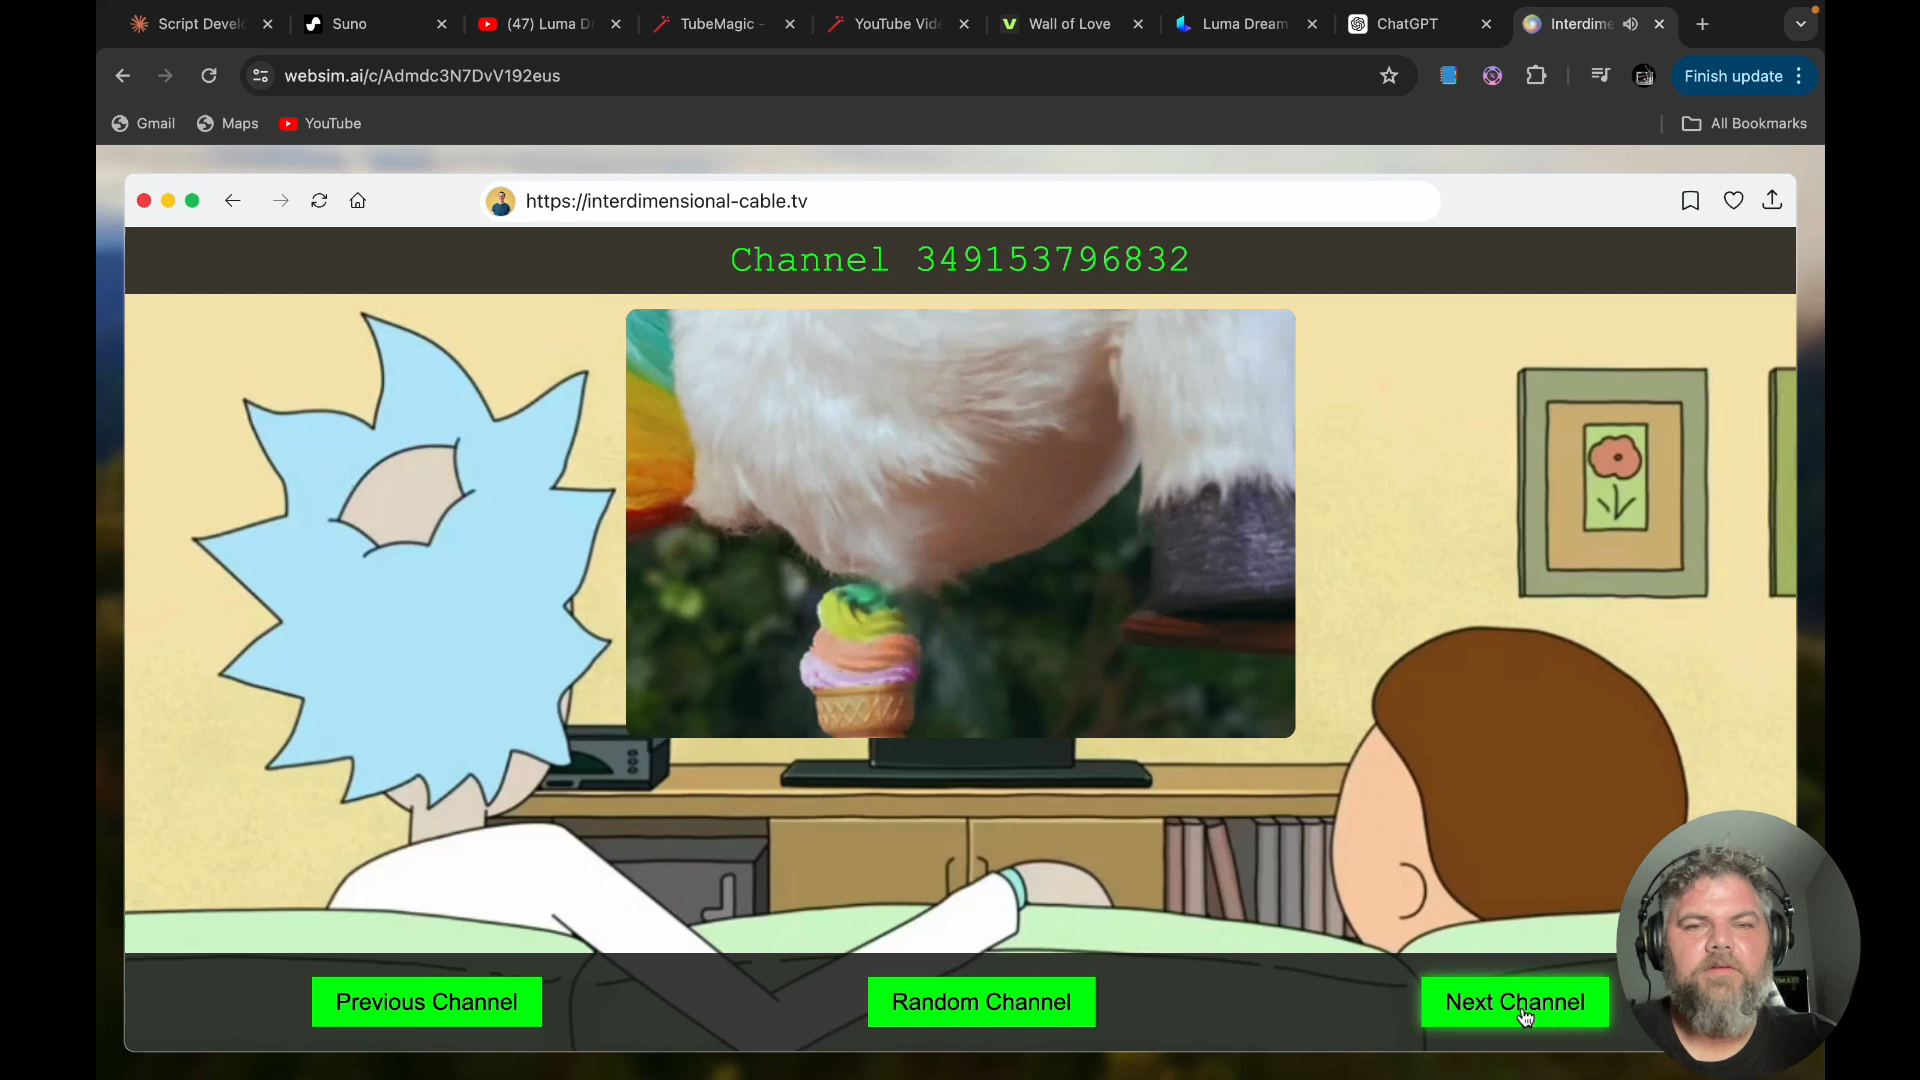 Script Devel
Suno
(47) Luma D
TubeMagic -
YouTube Vid
Wall of Love
Luma Dream
ChatGPT
Interdime
websim.ai/c/Admdc3N7DvV192eus
Finish update
Gmail
Maps
YouTube
All Bookmarks
https://interdimensional-cable.tv
Channel 349153796832
Previous Channel
Random Channel
Next Channel